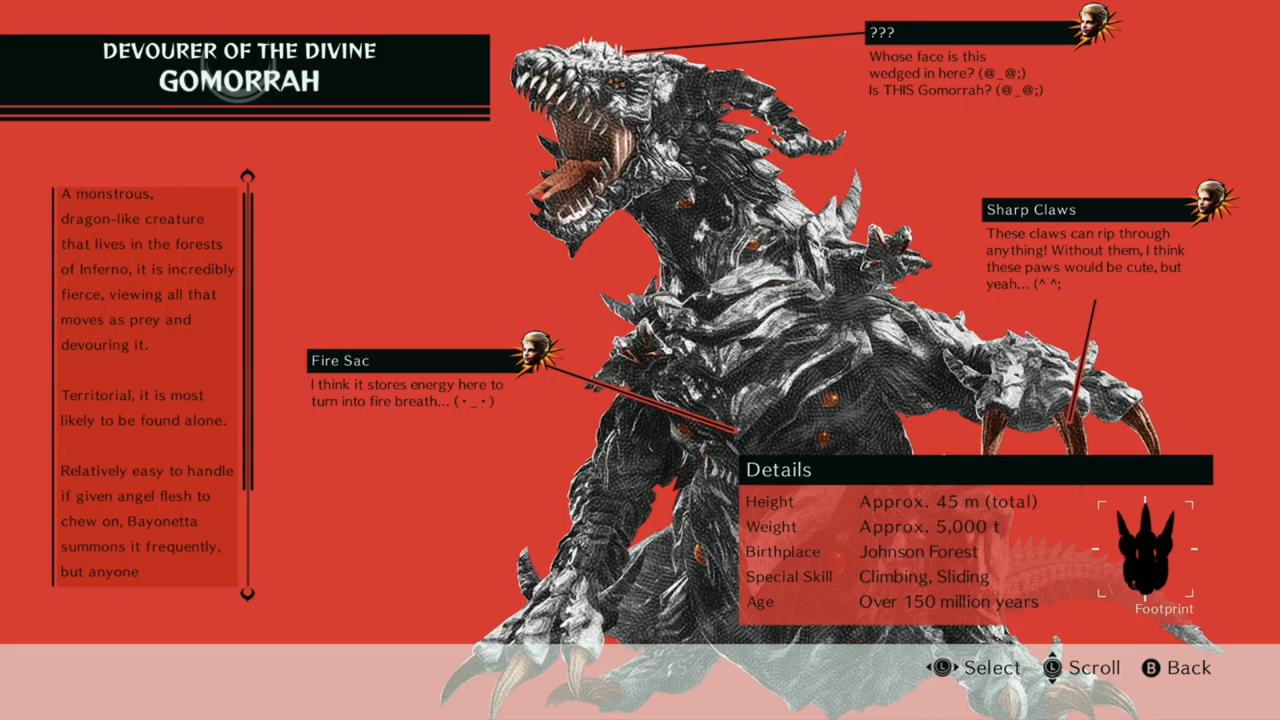 DEVOURER OF THE DIVINE
GOMORRAH
A monstrous,
dragon-like creature
that lives in the forests
of Inferno, it is incredibly
fierce, viewing all that
moves as prey and
devouring it.
Territorial, it is most
likely to be found alone.
Relatively easy to handle
if given angel flesh to
chew on, Bayonetta
summons it frequently,
but anyone
???
Whose face is this
wedged in here? (@_@;)
Is THIS Gomorrah? (@_@;)
Sharp Claws
These claws can rip through
anything! Without them, I think
these paws would be cute, but
yeah... (^ ^;
Fire Sac
I think it stores energy here to
turn into fire breath... (・_・)
Details
Height Approx. 45 m (total)
Weight Approx. 5,000 t
Birthplace Johnson Forest
Special Skill Climbing, Sliding
Age Over 150 million years
Footprint
L Select L Scroll B Back